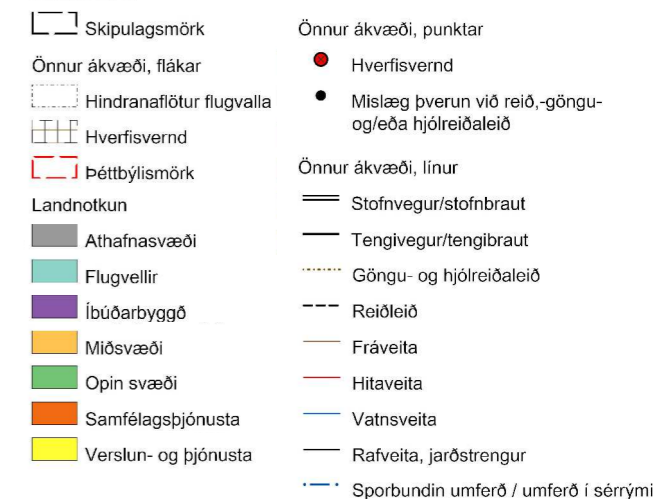 Skipulagsmörk
Önnur ákvæði, flákar
Hindranaflötur flugvalla
Hverfisvernd
Þéttbýlismörk
Landnotkun
Athafnasvæði
Flugvellir
Íbúðarbyggð
Miðsvæði
Opin svæði
Samfélagsþjónusta
Verslun- og þjónusta
Önnur ákvæði, punktar
Hverfisvernd
Mislæg þverun við reið,-göngu-
og/eða hjólreiðaleið
Önnur ákvæði, línur
Stofnvegur/stofnbraut
Tengivegur/tengibraut
Göngu- og hjólreiðaleið
Reiðleið
Fráveita
Hitaveita
Vatnsveita
Rafveita, jarðstrengur
Sporbundin umferð / umferð í sérrými